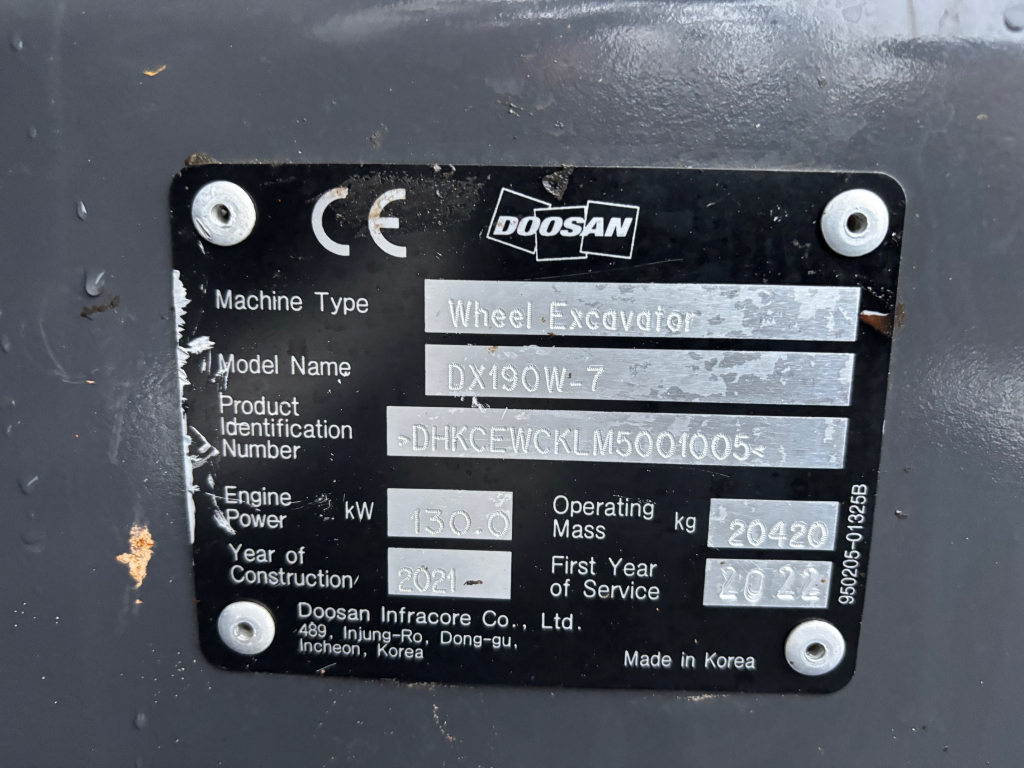 CE DOOSAN
Machine Type Wheel Excavator
Model Name DX190W-7
Product
Identification
Number >DHKCEWCKLM5001005<
Engine
Power kW 130.0
Operating
Mass kg 20420
Year of
Construction 2021
First Year
of Service 2022
Doosan Infracore Co., Ltd.
489, Injung-Ro, Dong-gu,
Incheon, Korea
Made in Korea
950205-01325B